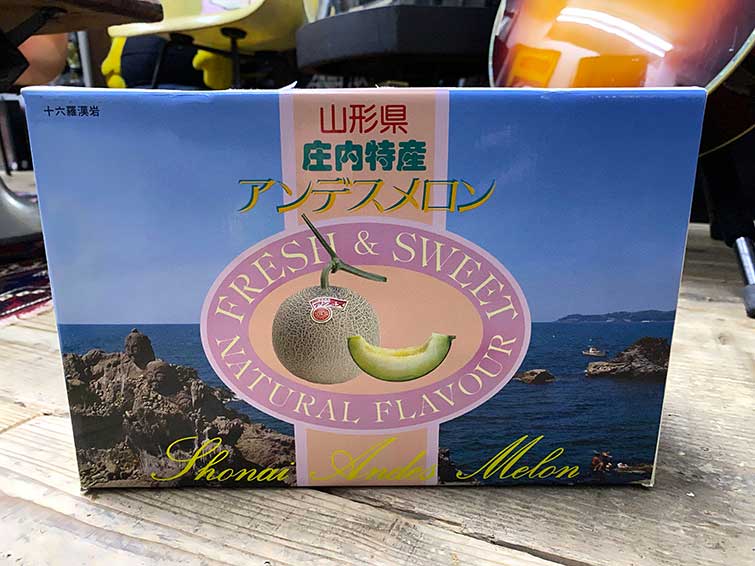 十六羅漢岩
山形県
庄内特産
アンデスメロン
FRESH & SWEET
NATURAL FLAVOUR
Shonai Andes Melon